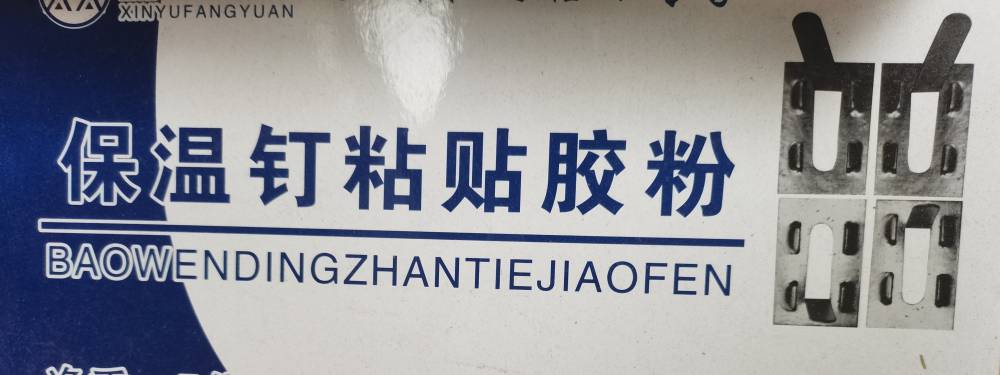 XINYUFANGYUAN
保温钉粘贴胶粉
BAOWENDINGZHANTIEJIAOFEN